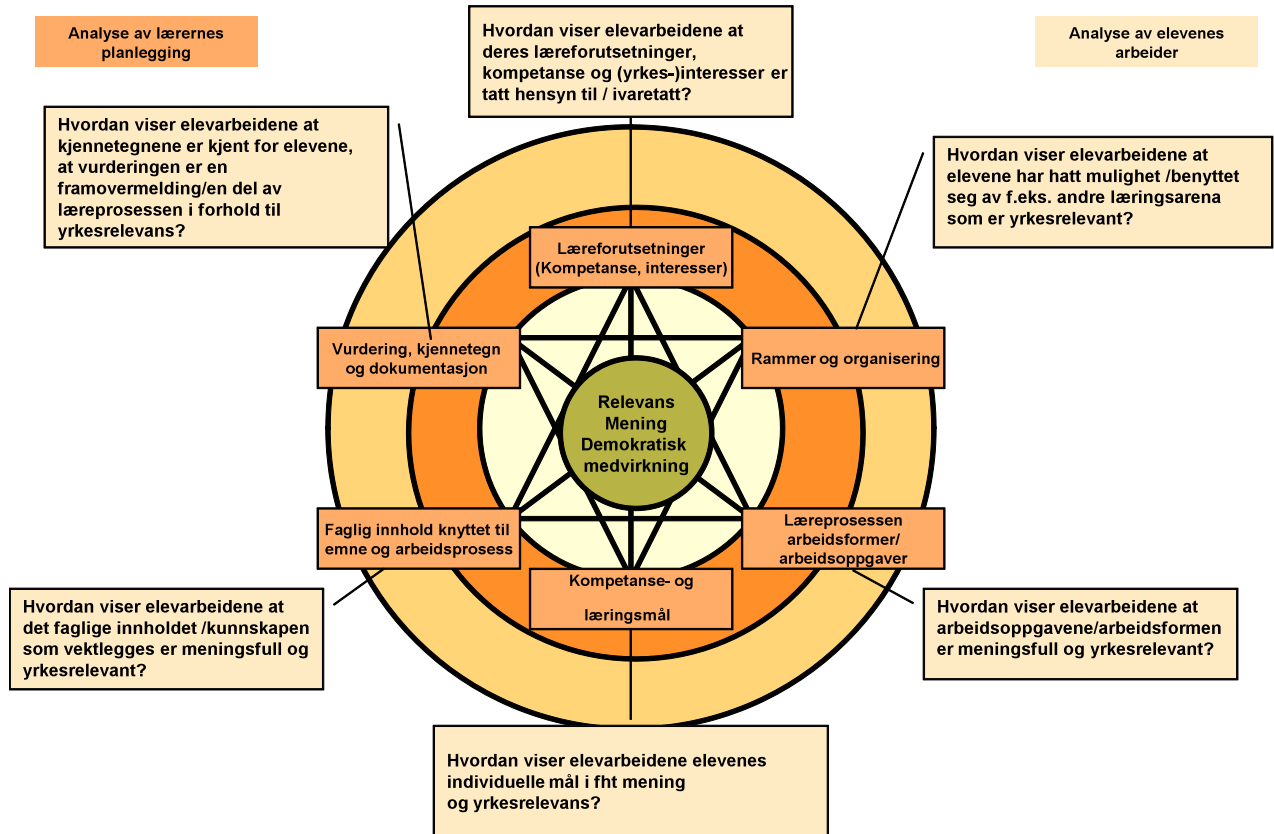 Analyse av lærernes
planlegging
Hvordan viser elevarbeidene at
deres læreforutsetninger,
kompetanse og (yrkes-)interesser er
tatt hensyn til / ivaretatt?
Analyse av elevenes
arbeider
Hvordan viser elevarbeidene at
kjennetegnene er kjent for elevene,
at vurderingen er en
framovermelding/en del av
læreprosessen i forhold til
yrkesrelevans?
Hvordan viser elevarbeidene at
elevene har hatt mulighet /benyttet
seg av f.eks. andre læringsarena
som er yrkesrelevant?
Læreforutsetninger
(Kompetanse, interesser)
Vurdering, kjennetegn
og dokumentasjon
Rammer og organisering
Relevans
Mening
Demokratisk
medvirkning
Faglig innhold knyttet til
emne og arbeidsprosess
Læreprosessen
arbeidsformer/
arbeidsoppgaver
Kompetanse- og
læringsmål
Hvordan viser elevarbeidene at
det faglige innholdet /kunnskapen
som vektlegges er meningsfull og
yrkesrelevant?
Hvordan viser elevarbeidene at
arbeidsoppgavene/arbeidsformen
er meningsfull og yrkesrelevant?
Hvordan viser elevarbeidene elevenes
individuelle mål i fht mening
og yrkesrelevans?